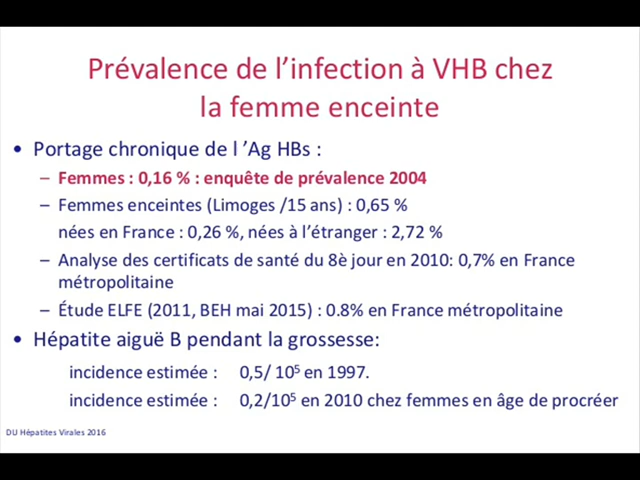 Prévalence de l’infection à VHB chez
la femme enceinte
• Portage chronique de l ’Ag HBs :
– Femmes : 0,16 % : enquête de prévalence 2004
– Femmes enceintes (Limoges /15 ans) : 0,65 %
nées en France : 0,26 %, nées à l’étranger : 2,72 %
– Analyse des certificats de santé du 8è jour en 2010: 0,7% en France
métropolitaine
– Étude ELFE (2011, BEH mai 2015) : 0.8% en France métropolitaine
• Hépatite aiguë B pendant la grossesse:
incidence estimée : 0,5/ 10⁵ en 1997.
incidence estimée : 0,2/10⁵ en 2010 chez femmes en âge de procréer
DU Hépatites Virales 2016